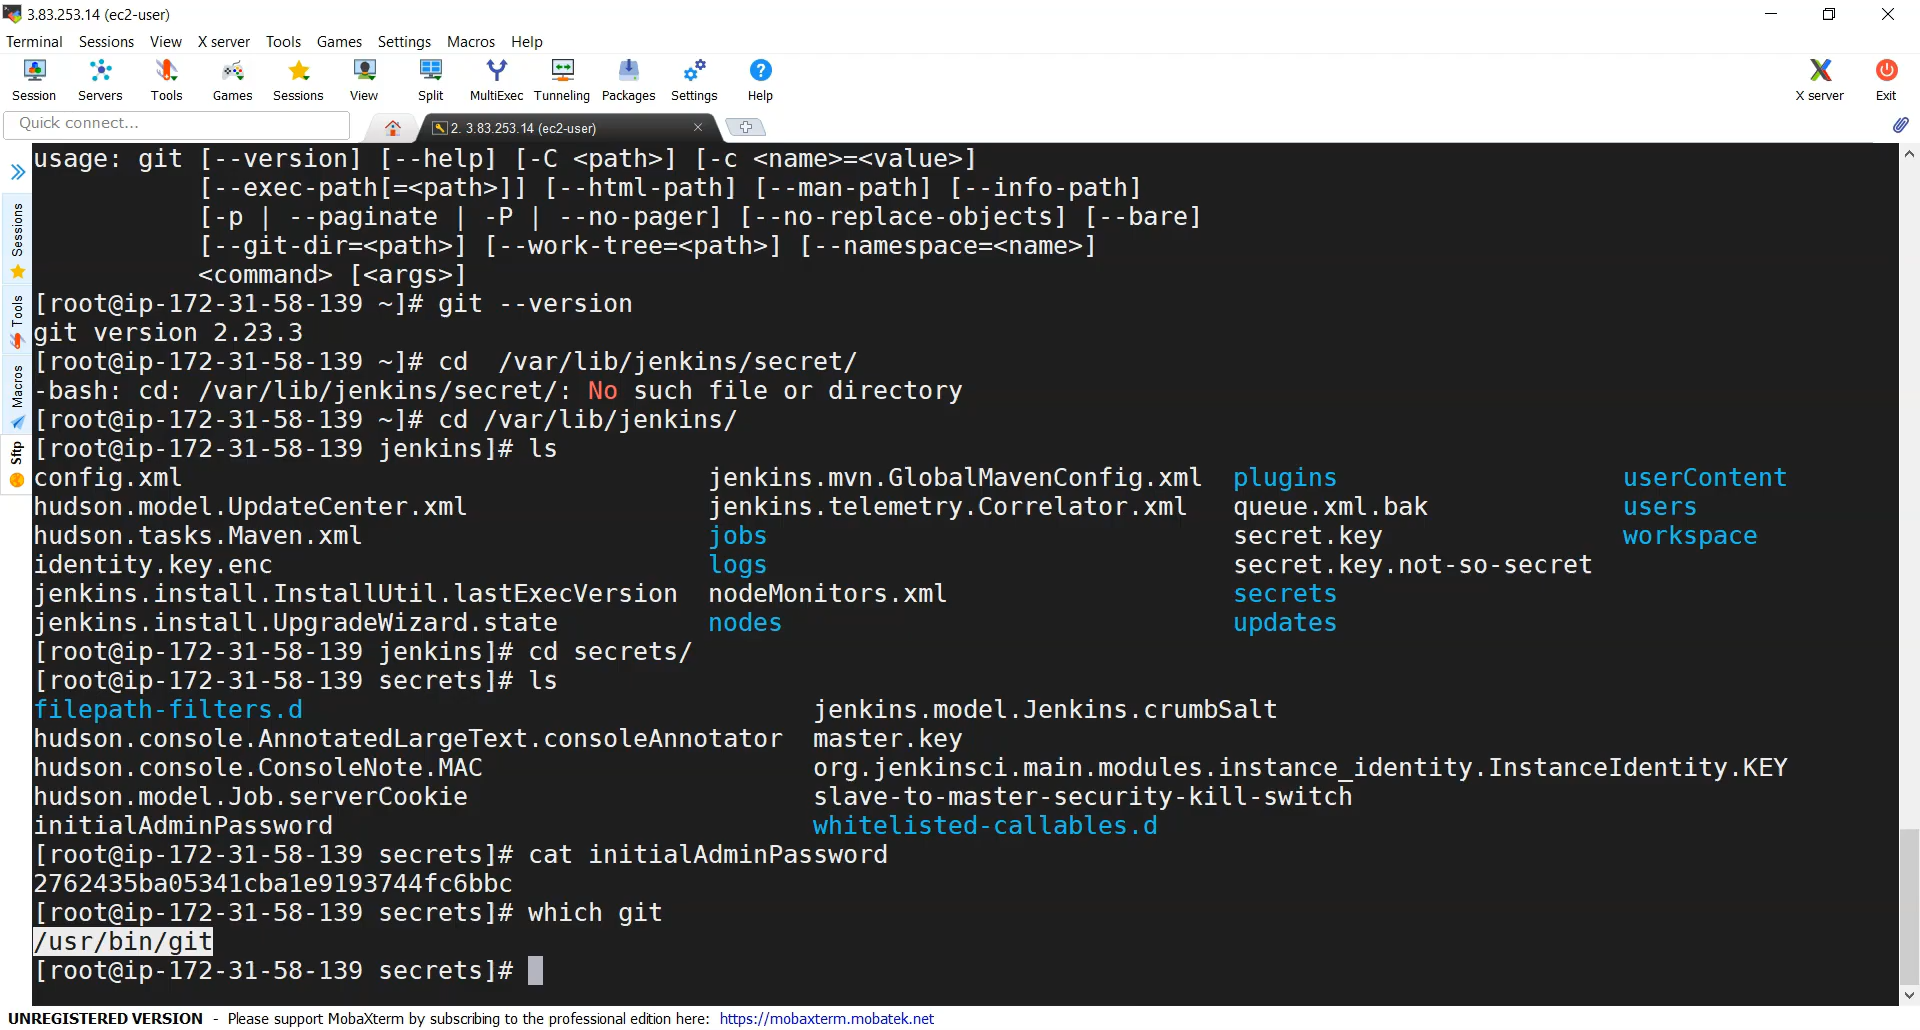 3.83.253.14 (ec2-user)
Terminal Sessions View X server Tools Games Settings Macros Help
Session Servers Tools Games Sessions View Split MultiExec Tunneling Packages Settings Help X server Exit
Quick connect...
2. 3.83.253.14 (ec2-user)
Sessions
Tools
Macros
Sftp
usage: git [--version] [--help] [-C <path>] [-c <name>=<value>]
[--exec-path[=<path>]] [--html-path] [--man-path] [--info-path]
[-p | --paginate | -P | --no-pager] [--no-replace-objects] [--bare]
[--git-dir=<path>] [--work-tree=<path>] [--namespace=<name>]
<command> [<args>]
[root@ip-172-31-58-139 ~]# git --version
git version 2.23.3
[root@ip-172-31-58-139 ~]# cd  /var/lib/jenkins/secret/
-bash: cd: /var/lib/jenkins/secret/: No such file or directory
[root@ip-172-31-58-139 ~]# cd /var/lib/jenkins/
[root@ip-172-31-58-139 jenkins]# ls
config.xml jenkins.mvn.GlobalMavenConfig.xml plugins userContent
hudson.model.UpdateCenter.xml jenkins.telemetry.Correlator.xml queue.xml.bak users
hudson.tasks.Maven.xml jobs secret.key workspace
identity.key.enc logs secret.key.not-so-secret
jenkins.install.InstallUtil.lastExecVersion nodeMonitors.xml secrets
jenkins.install.UpgradeWizard.state nodes updates
[root@ip-172-31-58-139 jenkins]# cd secrets/
[root@ip-172-31-58-139 secrets]# ls
filepath-filters.d jenkins.model.Jenkins.crumbSalt
hudson.console.AnnotatedLargeText.consoleAnnotator master.key
hudson.console.ConsoleNote.MAC org.jenkinsci.main.modules.instance_identity.InstanceIdentity.KEY
hudson.model.Job.serverCookie slave-to-master-security-kill-switch
initialAdminPassword whitelisted-callables.d
[root@ip-172-31-58-139 secrets]# cat initialAdminPassword
2762435ba05341cba1e9193744fc6bbc
[root@ip-172-31-58-139 secrets]# which git
/usr/bin/git
[root@ip-172-31-58-139 secrets]#
UNREGISTERED VERSION - Please support MobaXterm by subscribing to the professional edition here: https://mobaxterm.mobatek.net